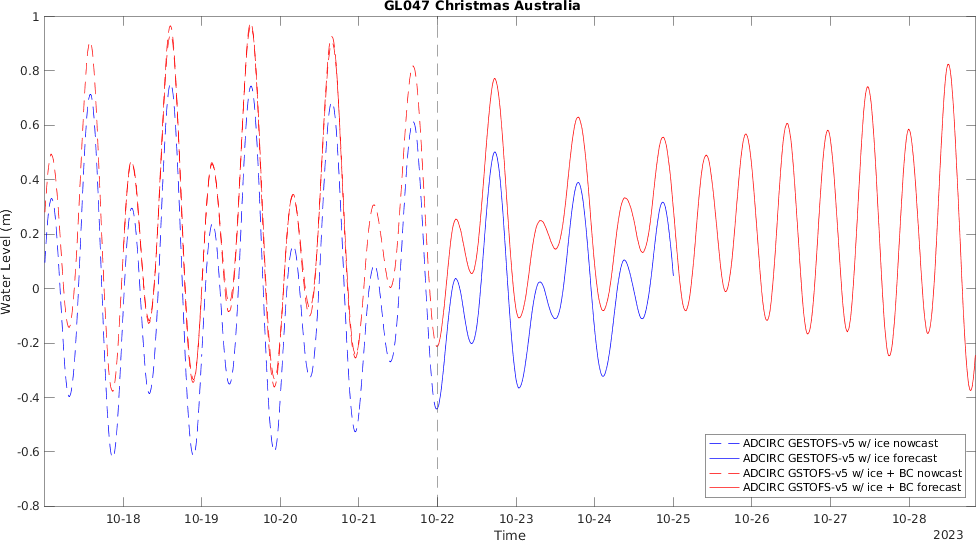 GL047 Christmas Australia
Water Level (m)
1
0.8
0.6
0.4
0.2
0
-0.2
-0.4
-0.6
-0.8
ADCIRC GESTOFS-v5 w/ ice nowcast
ADCIRC GESTOFS-v5 w/ ice forecast
ADCIRC GSTOFS-v5 w/ ice + BC nowcast
ADCIRC GSTOFS-v5 w/ ice + BC forecast
10-18 10-19 10-20 10-21 10-22 10-23 10-24 10-25 10-26 10-27 10-28
Time
2023